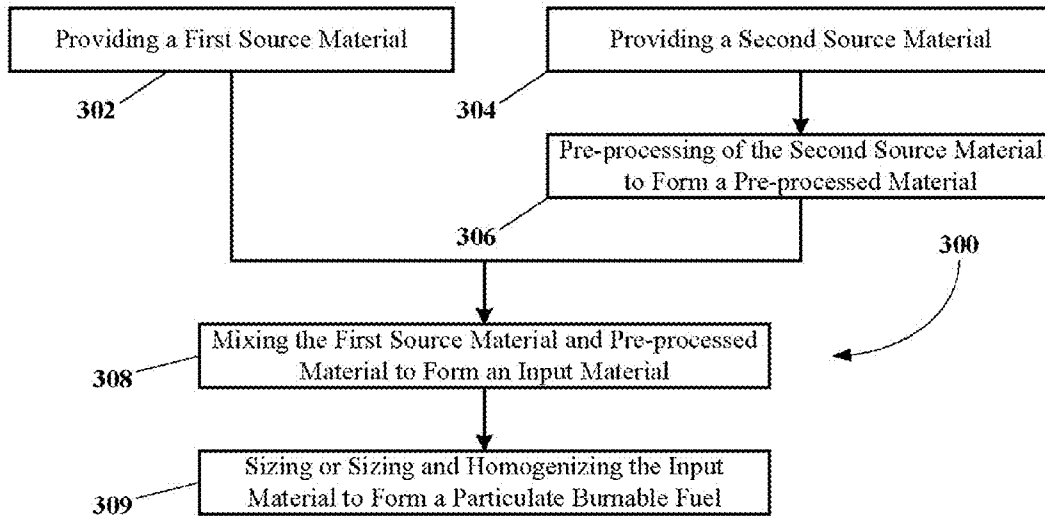 Providing a First Source Material
Providing a Second Source Material
302
304
Pre-processing of the Second Source Material
to Form a Pre-processed Material
306
300
Mixing the First Source Material and Pre-processed
Material to Form an Input Material
308
Sizing or Sizing and Homogenizing the Input
Material to Form a Particulate Burnable Fuel
309